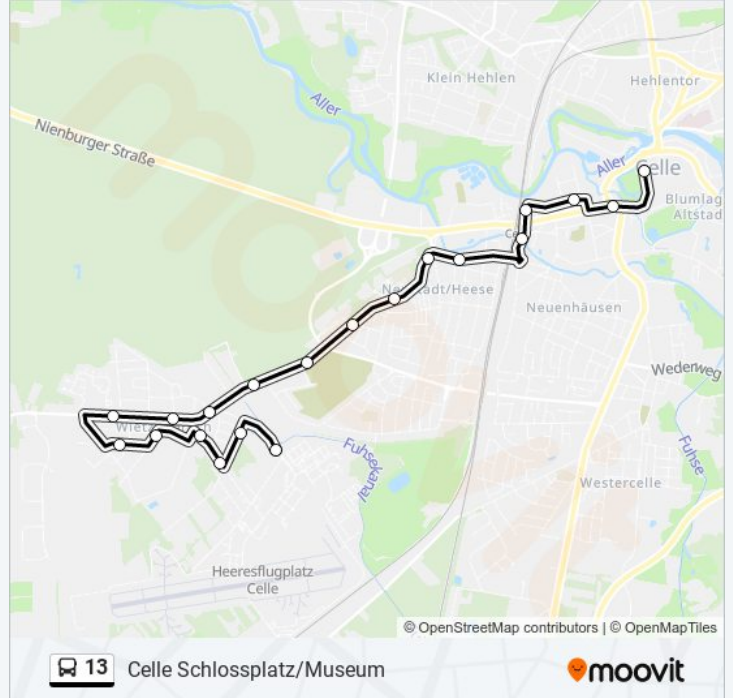 Klein Hehlen
Hehlentor
Aller
Nienburger Straße
Aller
Celle
Blumlag
Altstad
Neustadt/Heese
Neuenhäusen
Wederweg
Fuhse
Fuhsekanal
Westercelle
Heeresflugplatz
Celle
© OpenStreetMap contributors | © OpenMapTiles
13
Celle Schlossplatz/Museum
moovit